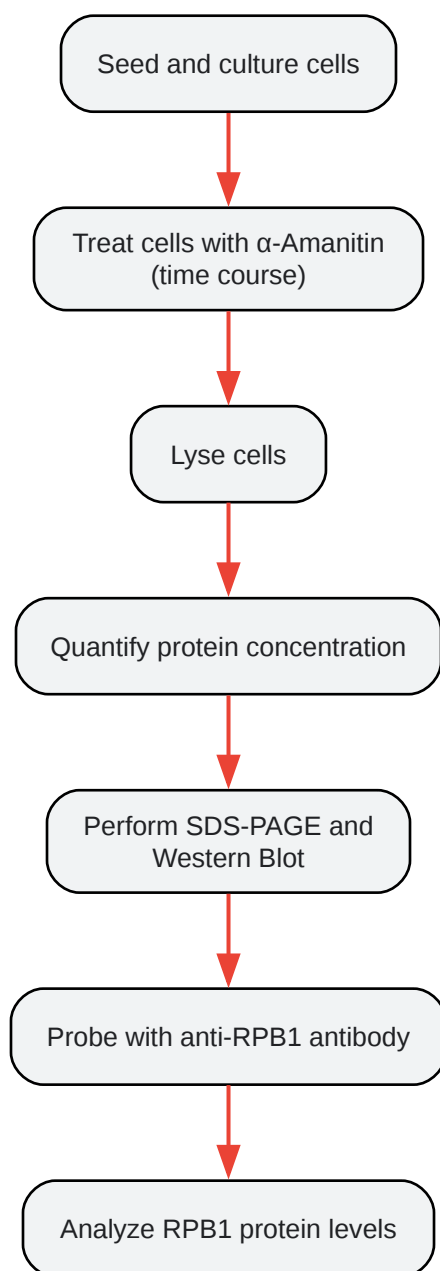 Seed and culture cells
Treat cells with α-Amanitin
(time course)
Lyse cells
Quantify protein concentration
Perform SDS-PAGE and
Western Blot
Probe with anti-RPB1 antibody
Analyze RPB1 protein levels